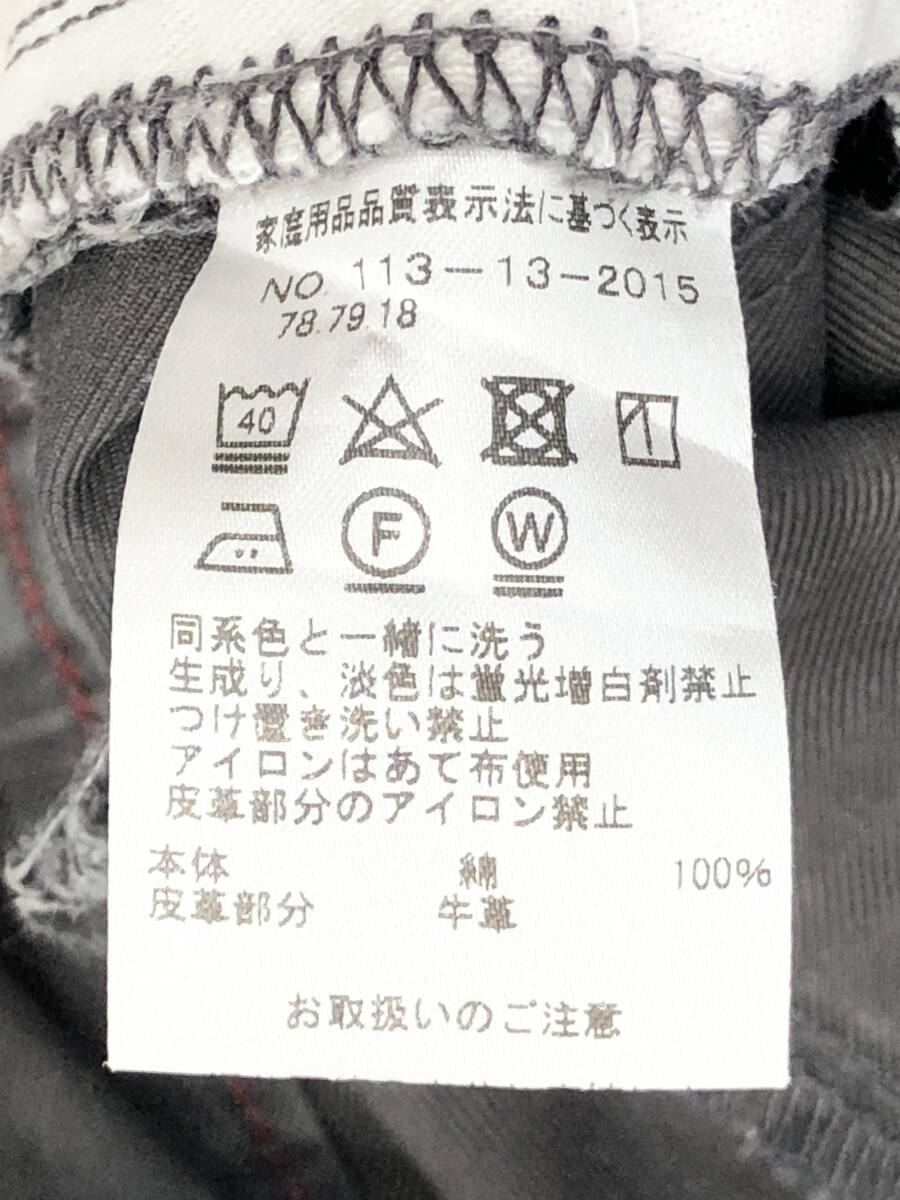 家庭用品品質表示法に基づく表示
NO. 113-13-2015
78.79.18
40
F
W
同系色と一緒に洗う
生成り、淡色は蛍光増白剤禁止
つけ置き洗い禁止
アイロンはあて布使用
皮革部分のアイロン禁止
本体 綿 100%
皮革部分 牛革
お取扱いのご注意